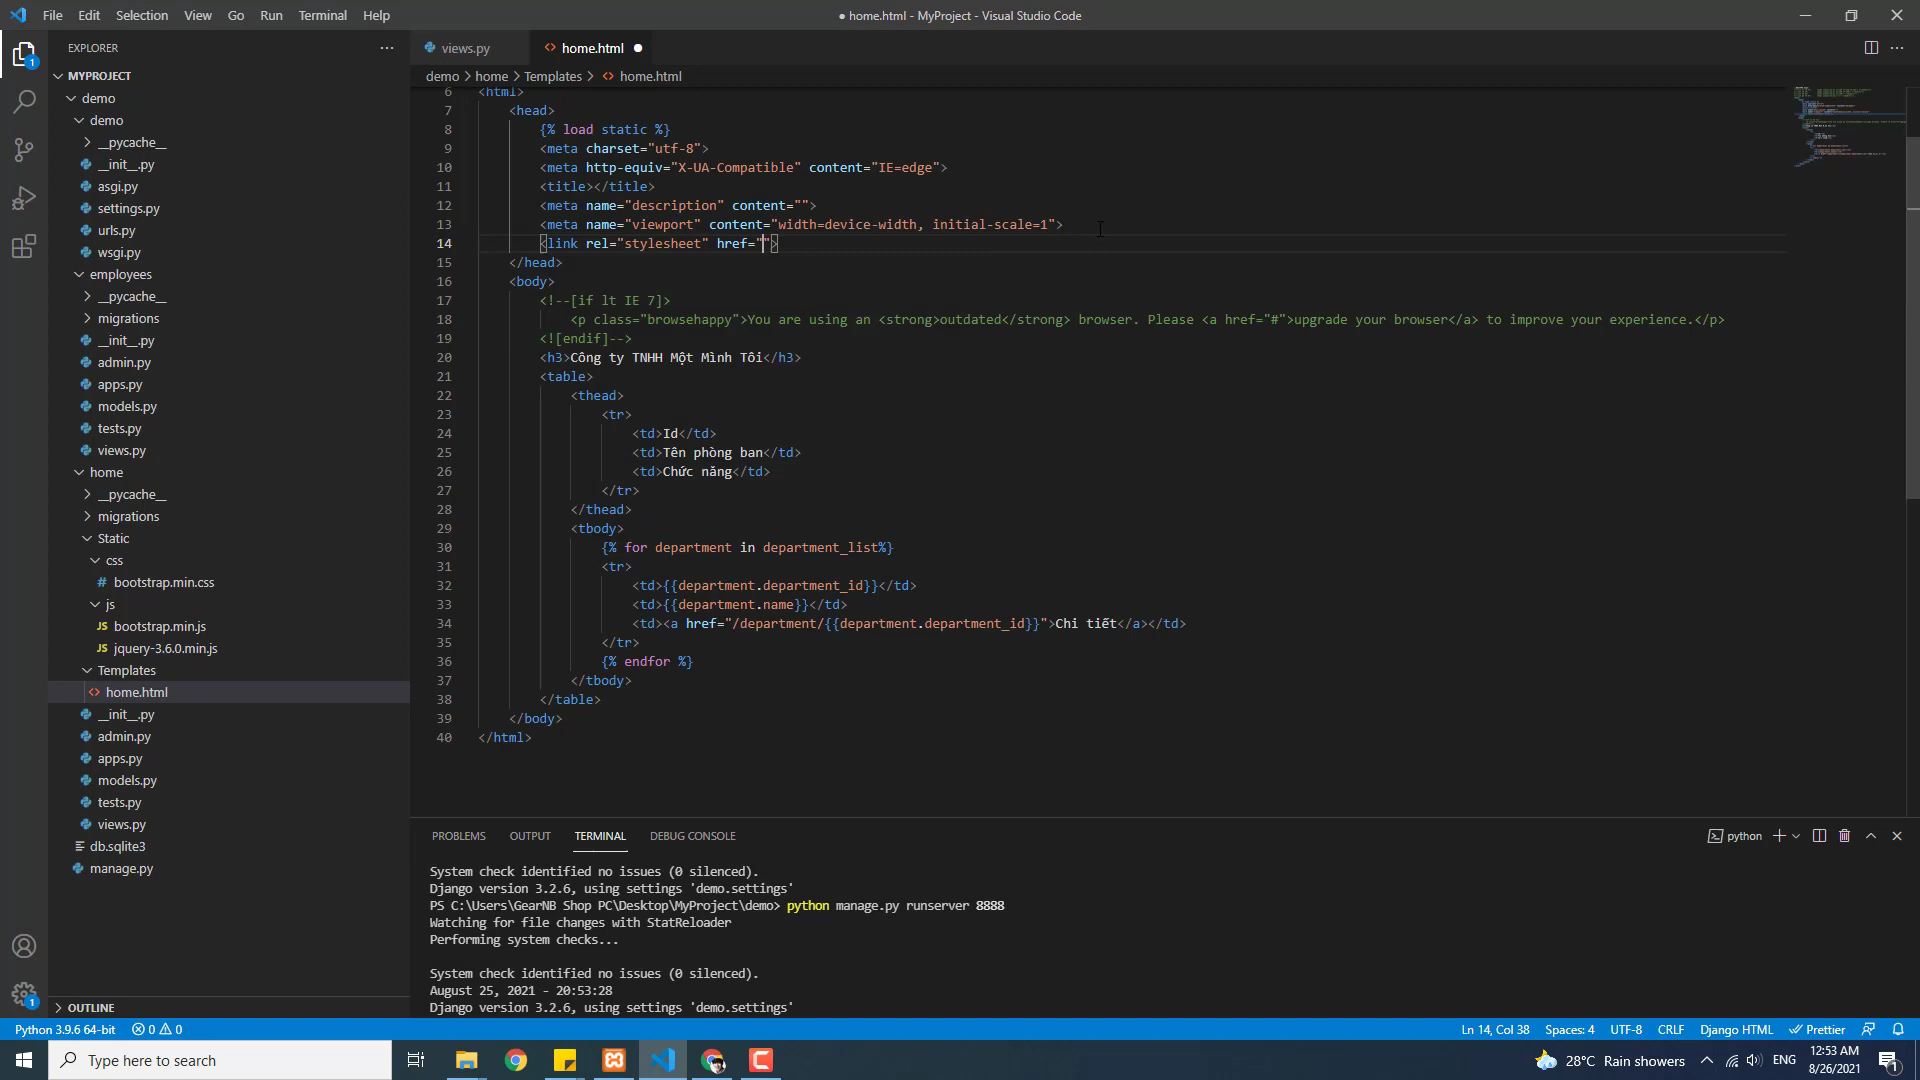 File Edit Selection View Go Run Terminal Help
● home.html - MyProject - Visual Studio Code
EXPLORER
MYPROJECT
demo
demo
__pycache__
__init__.py
asgi.py
settings.py
urls.py
wsgi.py
employees
__pycache__
migrations
__init__.py
admin.py
apps.py
models.py
tests.py
views.py
home
__pycache__
migrations
Static
css
# bootstrap.min.css
js
JS bootstrap.min.js
JS jquery-3.6.0.min.js
Templates
<> home.html
__init__.py
admin.py
apps.py
models.py
tests.py
views.py
db.sqlite3
manage.py
OUTLINE
views.py
<> home.html ●
demo > home > Templates > <> home.html
6 <html>
7 <head>
8 {% load static %}
9 <meta charset="utf-8">
10 <meta http-equiv="X-UA-Compatible" content="IE=edge">
11 <title></title>
12 <meta name="description" content="">
13 <meta name="viewport" content="width=device-width, initial-scale=1">
14 <link rel="stylesheet" href="">
15 </head>
16 <body>
17 <!--[if lt IE 7]>
18 <p class="browsehappy">You are using an <strong>outdated</strong> browser. Please <a href="#">upgrade your browser</a> to improve your experience.</p>
19 <![endif]-->
20 <h3>Công ty TNHH Một Mình Tôi</h3>
21 <table>
22 <thead>
23 <tr>
24 <td>Id</td>
25 <td>Tên phòng ban</td>
26 <td>Chức năng</td>
27 </tr>
28 </thead>
29 <tbody>
30 {% for department in department_list%}
31 <tr>
32 <td>{{department.department_id}}</td>
33 <td>{{department.name}}</td>
34 <td><a href="/department/{{department.department_id}}">Chi tiết</a></td>
35 </tr>
36 {% endfor %}
37 </tbody>
38 </table>
39 </body>
40 </html>
PROBLEMS OUTPUT TERMINAL DEBUG CONSOLE
python
System check identified no issues (0 silenced).
Django version 3.2.6, using settings 'demo.settings'
PS C:\Users\GearNB Shop PC\Desktop\MyProject\demo> python manage.py runserver 8888
Watching for file changes with StatReloader
Performing system checks...
System check identified no issues (0 silenced).
August 25, 2021 - 20:53:28
Django version 3.2.6, using settings 'demo.settings'
Python 3.9.6 64-bit 0 0
Ln 14, Col 38 Spaces: 4 UTF-8 CRLF Django HTML Prettier
Type here to search
28°C Rain showers
ENG
12:53 AM
8/26/2021